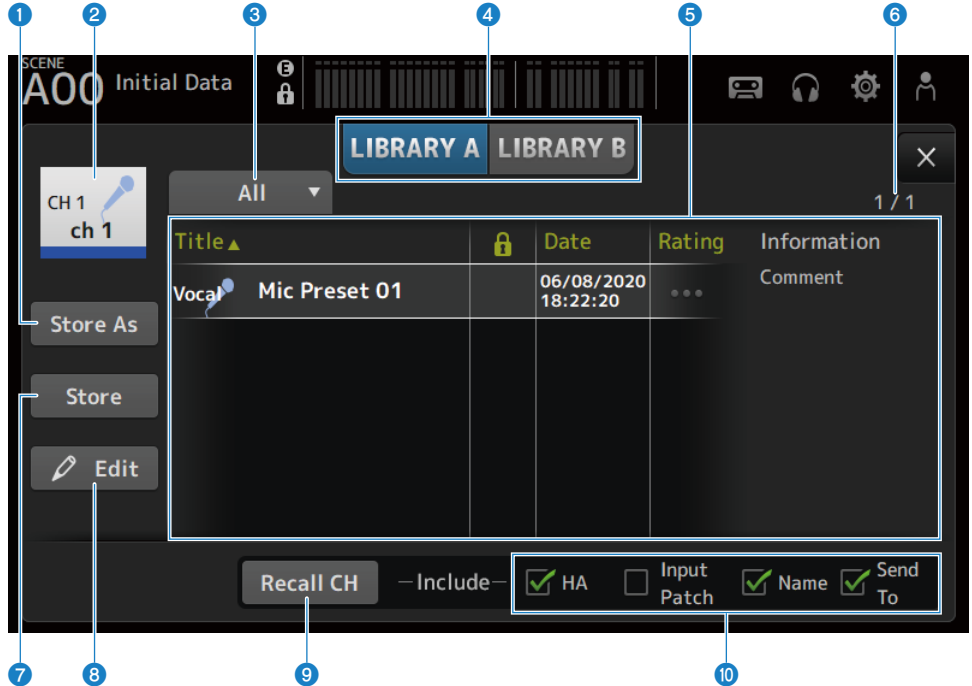 1 2 3 4 5 6
SCENE
A00 Initial Data
E
LIBRARY A LIBRARY B
CH 1
ch 1
All
1 / 1
Title Date Rating Information
Vocal Mic Preset 01 06/08/2020
18:22:20
Comment
Store As
Store
Edit
Recall CH Include HA Input
Patch Name Send
To
7 8 9 10